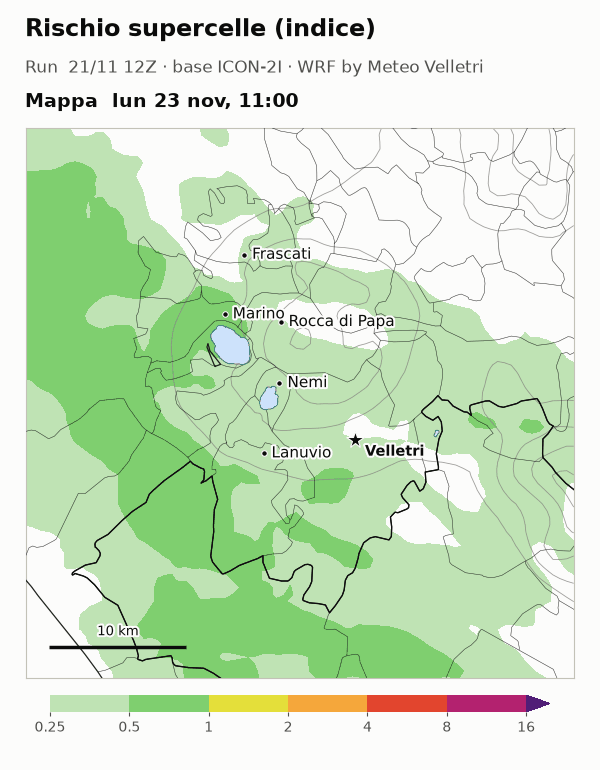 Rischio supercelle (indice)
Run 21/11 12Z · base ICON-2I · WRF by Meteo Velletri
Mappa lun 23 nov, 11:00
Frascati
Marino
Rocca di Papa
Nemi
Velletri
Lanuvio
10 km
0.25 0.5 1 2 4 8 16